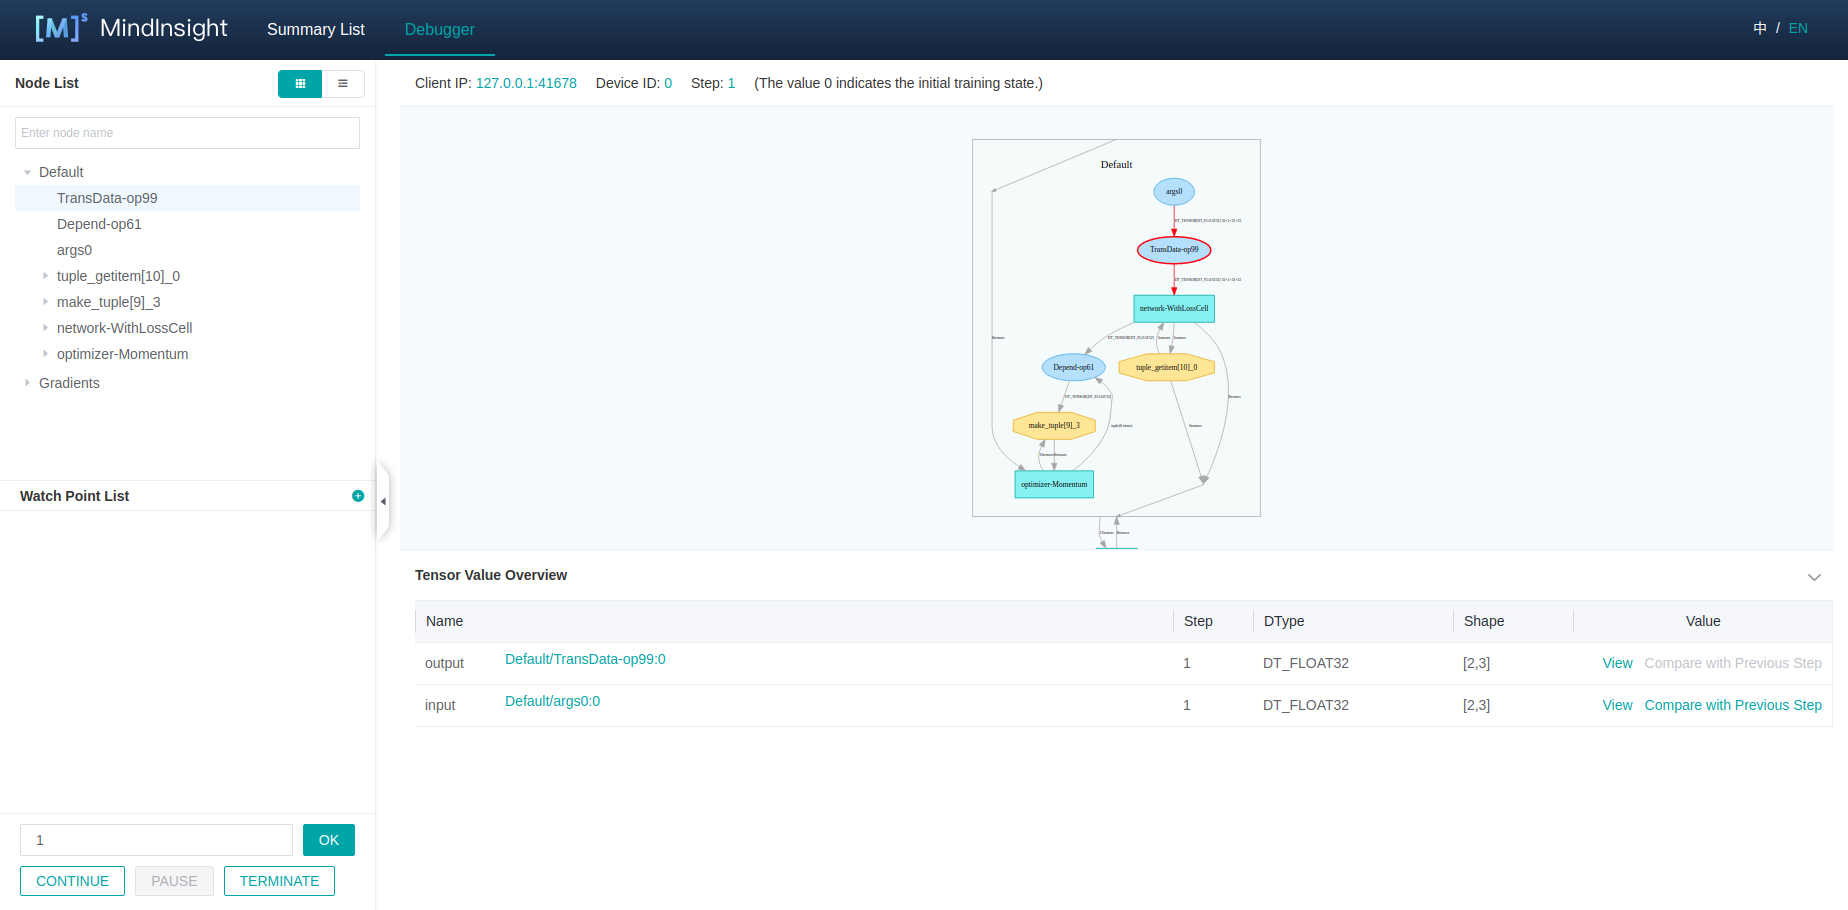 [M]s MindInsight Summary List Debugger 中 / EN
Node List
Client IP: 127.0.0.1:41678 Device ID: 0 Step: 1 (The value 0 indicates the initial training state.)
Enter node name
Default
TransData-op99
Depend-op61
args0
tuple_getitem[10]_0
make_tuple[9]_3
network-WithLossCell
optimizer-Momentum
Gradients
Watch Point List
1 OK
CONTINUE PAUSE TERMINATE
Default
args0
TransData-op99
network-WithLossCell
DT_TENSOR[DT_FLOAT32]
Depend-op61 tuple_getitem[10]_0
DT_TENSOR[DT_FLOAT32]
make_tuple[9]_3
optimizer-Momentum
Tensor Value Overview
Name Step DType Shape Value
output Default/TransData-op99:0 1 DT_FLOAT32 [2,3] View Compare with Previous Step
input Default/args0:0 1 DT_FLOAT32 [2,3] View Compare with Previous Step